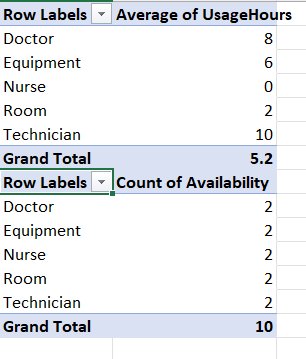 Row Labels Average of UsageHours
Doctor 8
Equipment 6
Nurse 0
Room 2
Technician 10
Grand Total 5.2
Row Labels Count of Availability
Doctor 2
Equipment 2
Nurse 2
Room 2
Technician 2
Grand Total 10